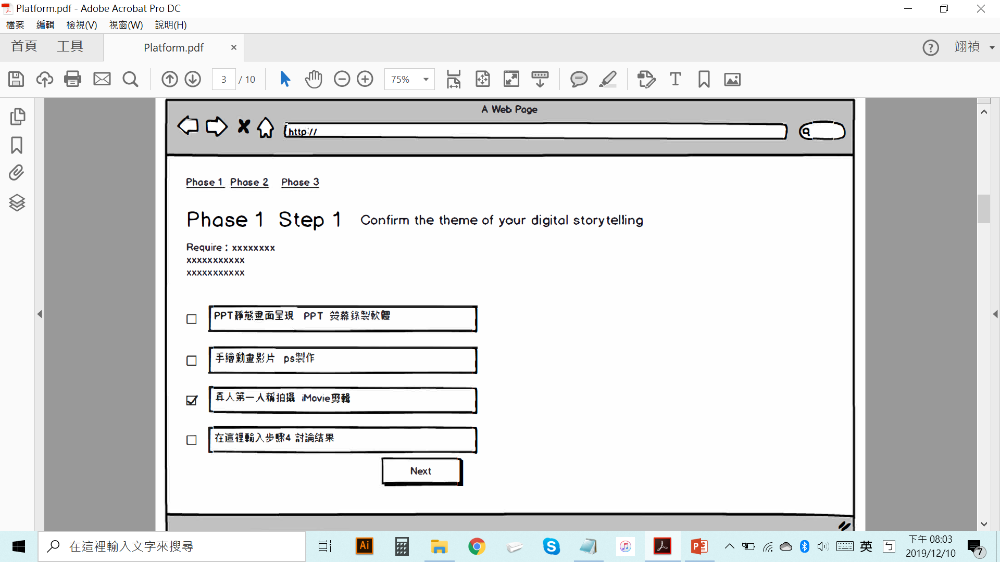 Platform.pdf - Adobe Acrobat Pro DC
檔案 編輯 檢視(V) 視窗(W) 說明(H)
首頁 工具 Platform.pdf × 翊禎
3 / 10 75%
A Web Page
http://
Phase 1 Phase 2 Phase 3
Phase 1 Step 1 Confirm the theme of your digital storytelling
Require : xxxxxxxx
xxxxxxxxxxx
xxxxxxxxxxx
PPT靜態畫面呈現 PPT 熒幕錄製軟體
手繪動畫影片 ps製作
真人第一人稱拍攝 iMovie剪輯
在這裡輸入步驟4 討論结果
Next
在這裡輸入文字來搜尋
Ai
英
ㄅ
下午 08:03
2019/12/10
7